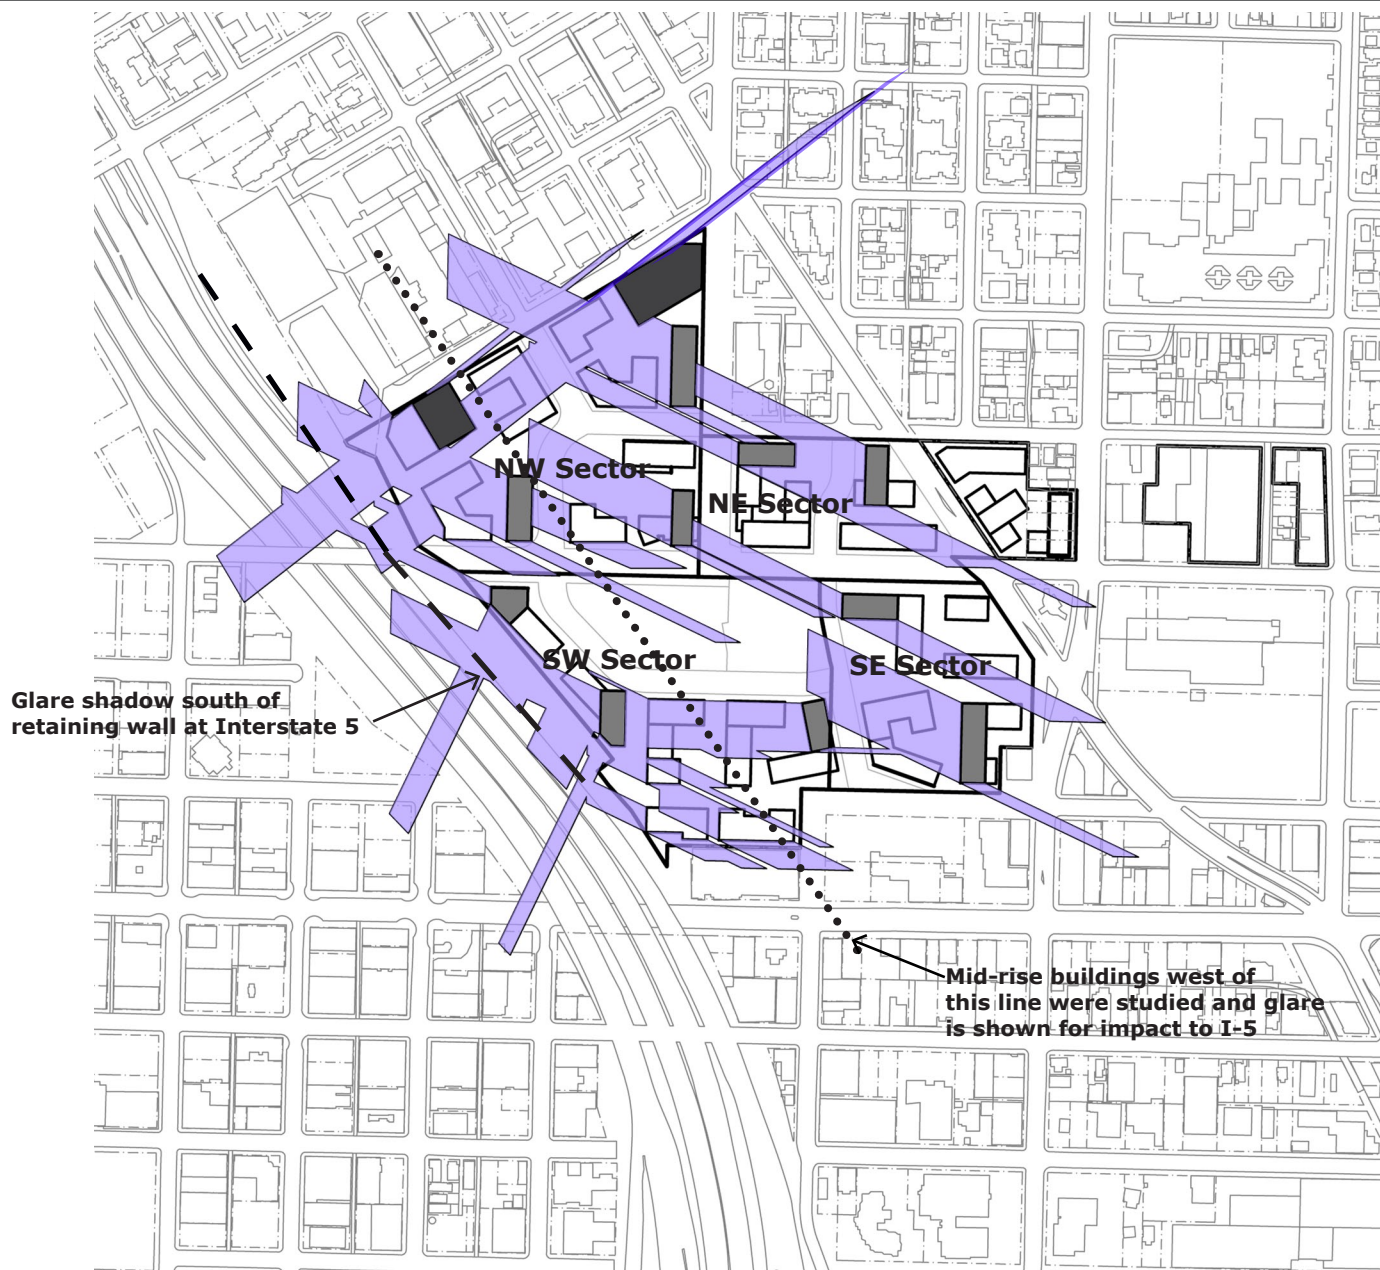 NW Sector
NE Sector
SW Sector
SE Sector
Glare shadow south of
retaining wall at Interstate 5
Mid-rise buildings west of
this line were studied and glare
is shown for impact to I-5